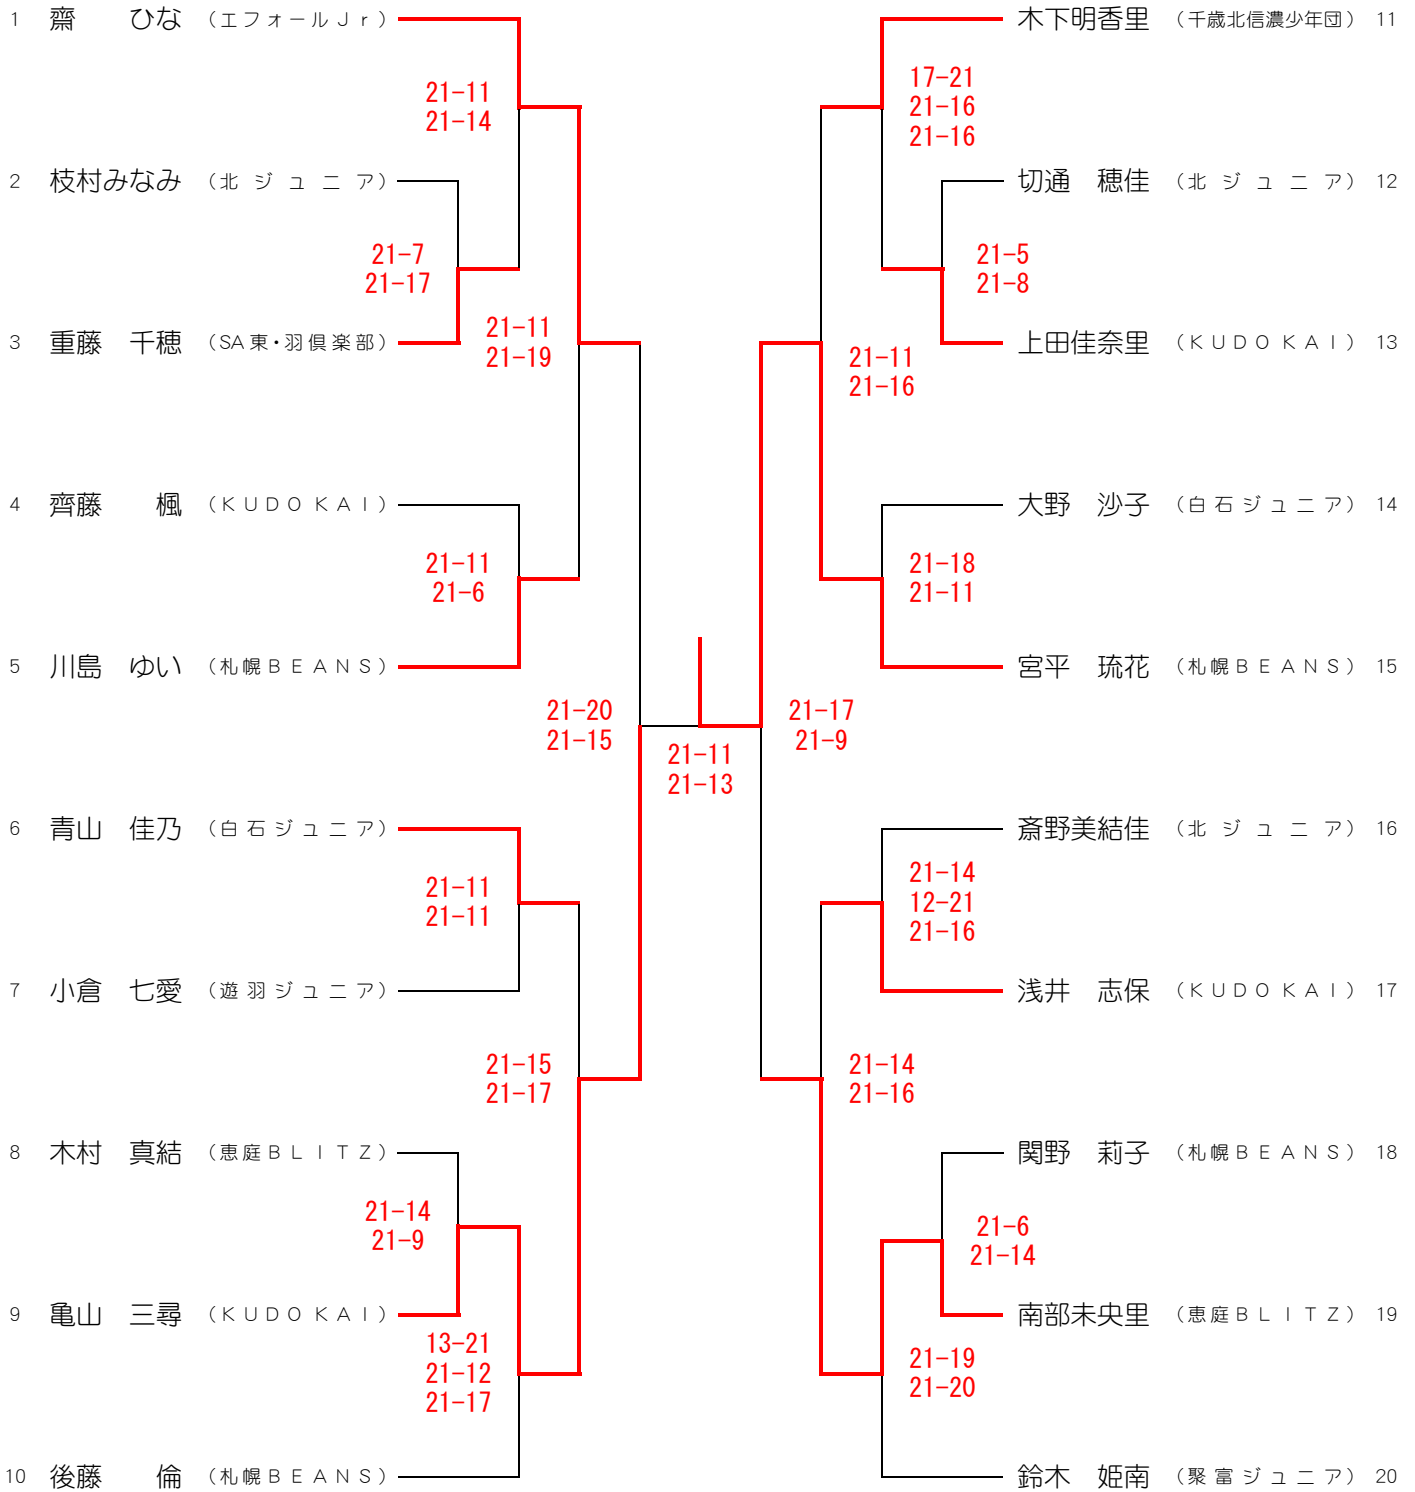 1 齋 ひな （エフォールＪｒ）
21-11
21-14
2 枝村みなみ （北ジュニア）
21-7
21-17
3 重藤 千穂 （SA東・羽倶楽部）
21-11
21-19
4 齊藤 楓 （ＫＵＤＯＫＡＩ）
21-11
21-6
5 川島 ゆい （札幌ＢＥＡＮＳ）
21-20
21-15
6 青山 佳乃 （白石ジュニア）
21-11
21-11
7 小倉 七愛 （遊羽ジュニア）
21-15
21-17
8 木村 真結 （恵庭ＢＬＩＴＺ）
21-14
21-9
9 亀山 三尋 （ＫＵＤＯＫＡＩ）
13-21
21-12
21-17
10 後藤 倫 （札幌ＢＥＡＮＳ）
21-11
21-13
木下明香里 （千歳北信濃少年団） 11
17-21
21-16
21-16
切通 穂佳 （北ジュニア） 12
21-5
21-8
上田佳奈里 （ＫＵＤＯＫＡＩ） 13
21-11
21-16
大野 沙子 （白石ジュニア） 14
21-18
21-11
宮平 琉花 （札幌ＢＥＡＮＳ） 15
21-17
21-9
斎野美結佳 （北ジュニア） 16
21-14
12-21
21-16
浅井 志保 （ＫＵＤＯＫＡＩ） 17
21-14
21-16
関野 莉子 （札幌ＢＥＡＮＳ） 18
21-6
21-14
南部未央里 （恵庭ＢＬＩＴＺ） 19
21-19
21-20
鈴木 姫南 （聚富ジュニア） 20